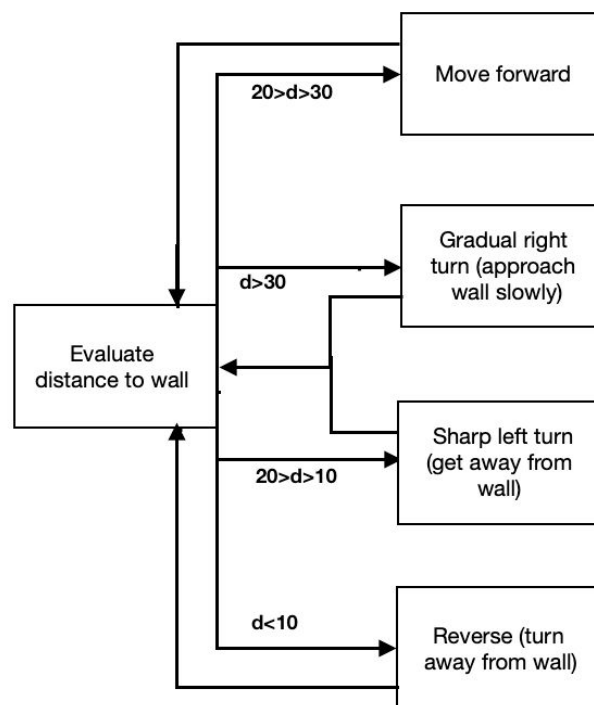 Move forward
20>d>30
Gradual right
turn (approach
wall slowly)
d>30
Evaluate
distance to wall
Sharp left turn
(get away from
wall)
20>d>10
d<10
Reverse (turn
away from wall)